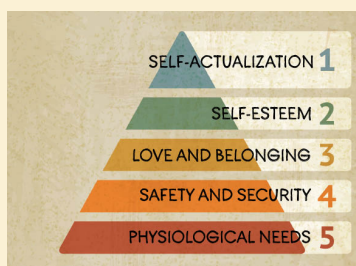 SELF-ACTUALIZATION 1
SELF-ESTEEM 2
LOVE AND BELONGING 3
SAFETY AND SECURITY 4
PHYSIOLOGICAL NEEDS 5